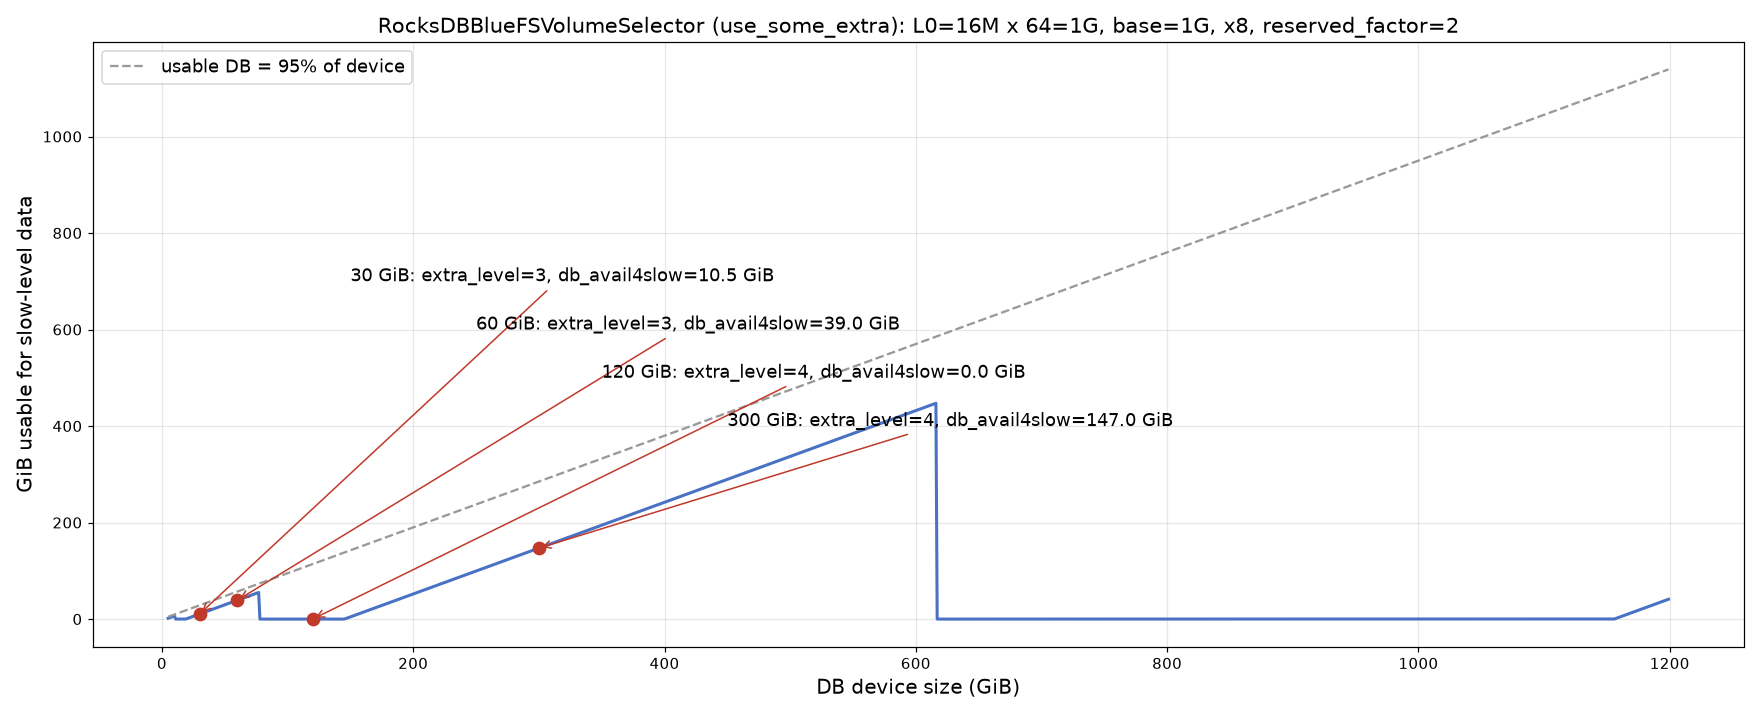 RocksDBBlueFSVolumeSelector (use_some_extra): L0=16M x 64=1G, base=1G, x8, reserved_factor=2
usable DB = 95% of device
30 GiB: extra_level=3, db_avail4slow=10.5 GiB
60 GiB: extra_level=3, db_avail4slow=39.0 GiB
120 GiB: extra_level=4, db_avail4slow=0.0 GiB
300 GiB: extra_level=4, db_avail4slow=147.0 GiB
GiB usable for slow-level data
1000
800
600
400
200
0
0
200
400
600
800
1000
1200
DB device size (GiB)